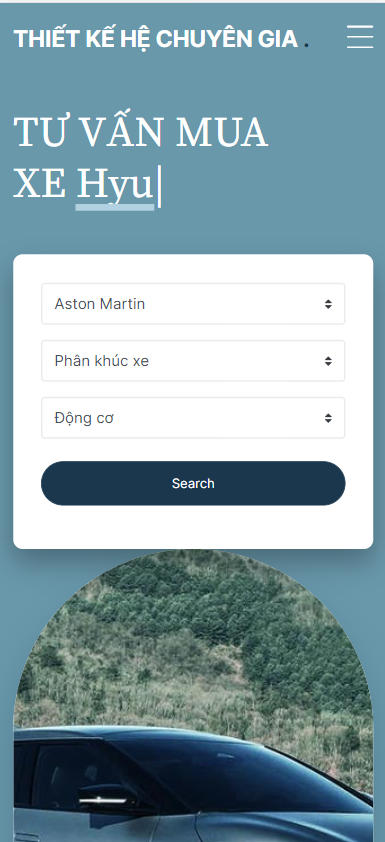 THIẾT KẾ HỆ CHUYÊN GIA .
TƯ VẤN MUA
XE Hyu|
Aston Martin
Phân khúc xe
Động cơ
Search